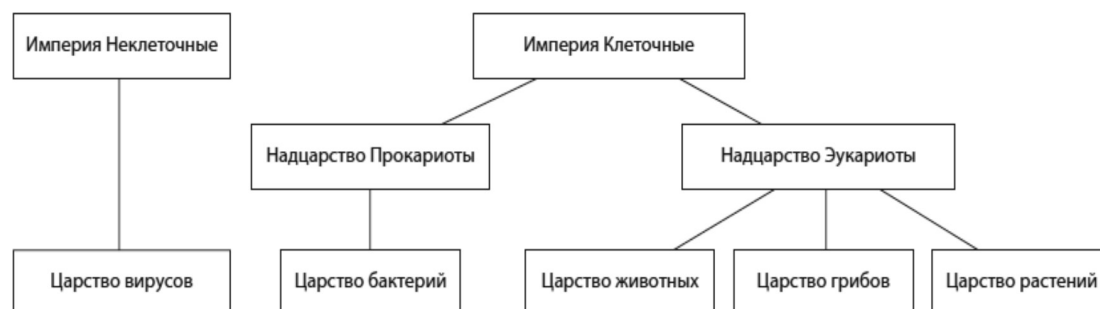 Империя Неклеточные
Империя Клеточные
Надцарство Прокариоты
Надцарство Эукариоты
Царство вирусов
Царство бактерий
Царство животных
Царство грибов
Царство растений